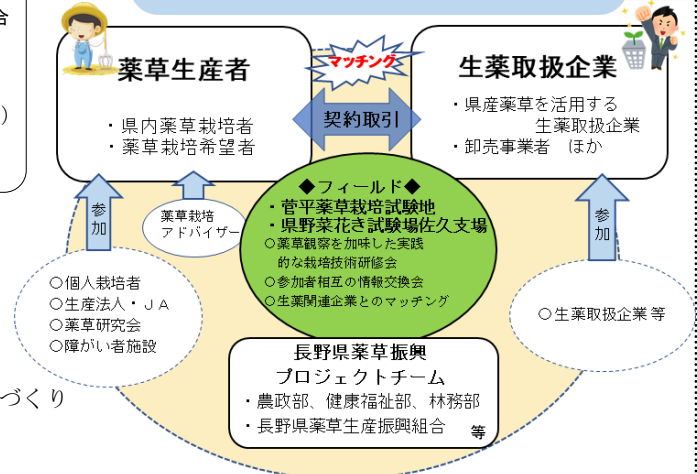 合
）
づくり
薬草生産者
・県内薬草栽培者
・薬草栽培希望者
マッチング
契約取引
生薬取扱企業
・県産薬草を活用する
生薬取扱企業
・卸売事業者　ほか
参加
薬草栽培
アドバイザー
◆フィールド◆
・菅平薬草栽培試験地
・県野菜花き試験場佐久支場
○薬草観察を加味した実践
的な栽培技術研修会
○参加者相互の情報交換会
○生薬関連企業とのマッチング
参加
○個人栽培者
○生産法人・ＪＡ
○薬草研究会
○障がい者施設
○生薬取扱企業 等
長野県薬草振興
プロジェクトチーム
・農政部、健康福祉部、林務部
・長野県薬草生産振興組合　等